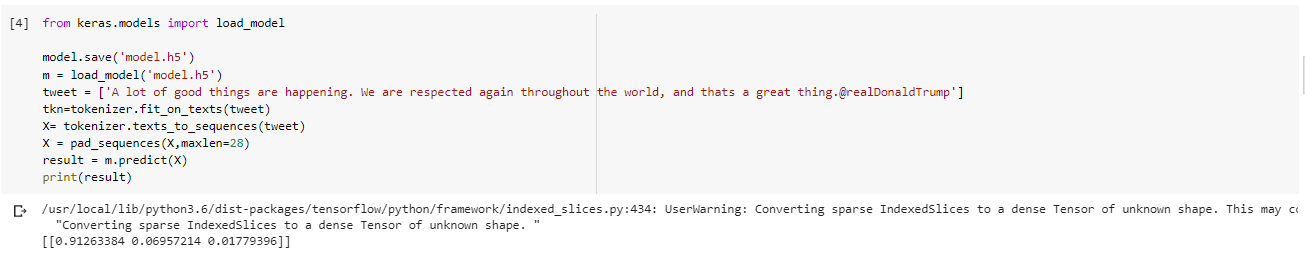 [4] from keras.models import load_model
model.save('model.h5')
m = load_model('model.h5')
tweet = ['A lot of good things are happening. We are respected again throughout the world, and thats a great thing.@realDonaldTrump']
tkn=tokenizer.fit_on_texts(tweet)
X= tokenizer.texts_to_sequences(tweet)
X = pad_sequences(X,maxlen=28)
result = m.predict(X)
print(result)
/usr/local/lib/python3.6/dist-packages/tensorflow/python/framework/indexed_slices.py:434: UserWarning: Converting sparse IndexedSlices to a dense Tensor of unknown shape. This may
"Converting sparse IndexedSlices to a dense Tensor of unknown shape. "
[[0.91263384 0.06957214 0.01779396]]